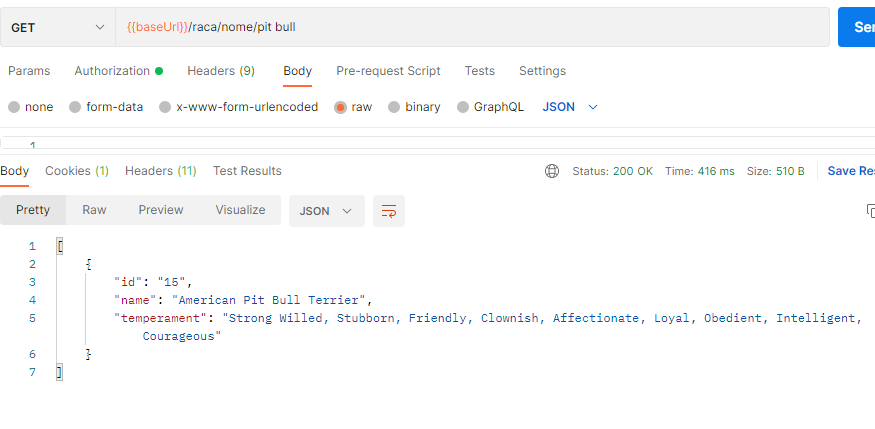 GET {{baseUrl}}/raca/nome/pit bull
Params Authorization Headers (9) Body Pre-request Script Tests Settings
none form-data x-www-form-urlencoded raw binary GraphQL JSON
1
Body Cookies (1) Headers (11) Test Results Status: 200 OK Time: 416 ms Size: 510 B
Pretty Raw Preview Visualize JSON
1 [
2 {
3 "id": "15",
4 "name": "American Pit Bull Terrier",
5 "temperament": "Strong Willed, Stubborn, Friendly, Clownish, Affectionate, Loyal, Obedient, Intelligent,
Courageous"
6 }
7 ]